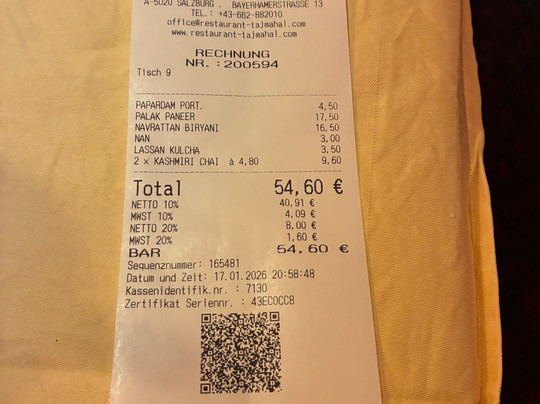 A-5020 SALZBURG . BAYERHAMERSTRASSE 13
TEL.: +43-662-882010
office@restaurant-tajmahal.com
www.restaurant-tajmahal.com
RECHNUNG
NR. :200594
Tisch 9
PAPARDAM PORT. 4,50
PALAK PANEER 17,50
NAVRATTAN BIRYANI 16,50
NAN 3,00
LASSAN KULCHA 3,50
2 x KASHMIRI CHAI à 4,80 9,60
Total 54,60 €
NETTO 10% 40,91 €
MWST 10% 4,09 €
NETTO 20% 8,00 €
MWST 20% 1,60 €
BAR 54,60 €
Sequenznummer: 165481
Datum und Zeit: 17.01.2026 20:58:48
Kassenidentifik.nr. : 7130
Zertifikat Seriennr. : 43EC0CC8